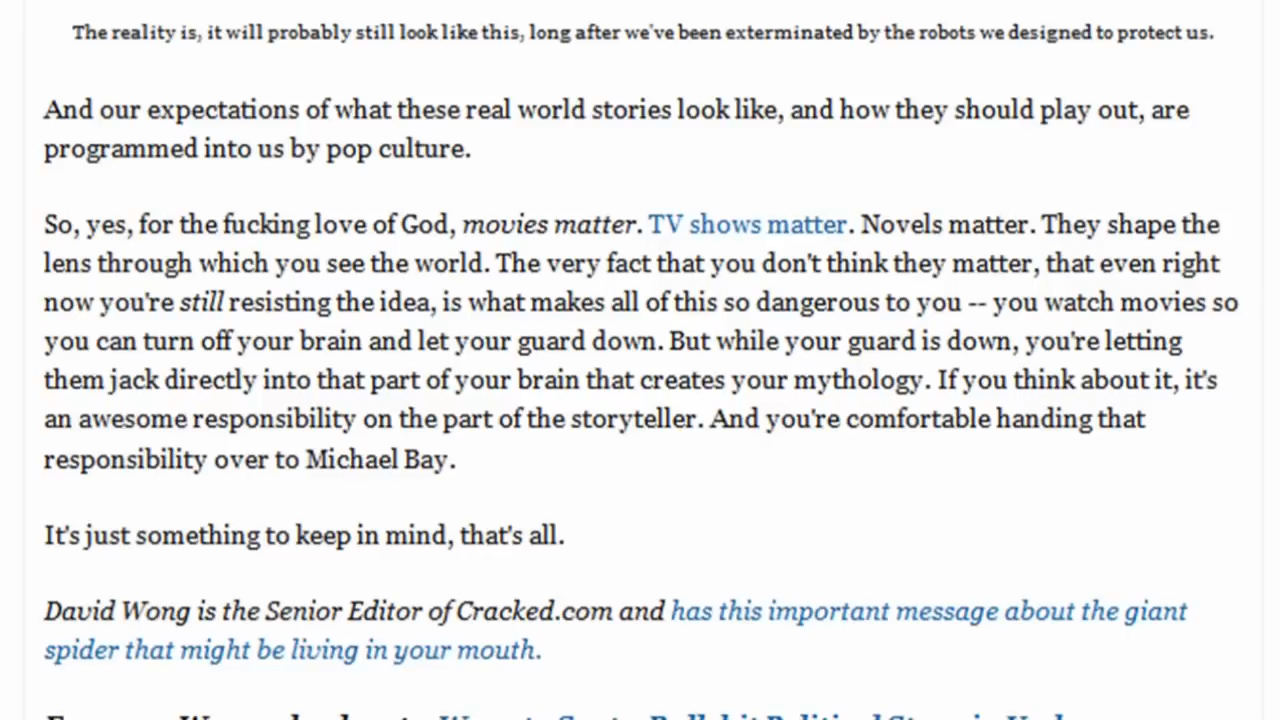 The reality is, it will probably still look like this, long after we've been exterminated by the robots we designed to protect us.
And our expectations of what these real world stories look like, and how they should play out, are
programmed into us by pop culture.
So, yes, for the fucking love of God, movies matter. TV shows matter. Novels matter. They shape the
lens through which you see the world. The very fact that you don't think they matter, that even right
now you're still resisting the idea, is what makes all of this so dangerous to you -- you watch movies so
you can turn off your brain and let your guard down. But while your guard is down, you're letting
them jack directly into that part of your brain that creates your mythology. If you think about it, it's
an awesome responsibility on the part of the storyteller. And you're comfortable handing that
responsibility over to Michael Bay.
It's just something to keep in mind, that's all.
David Wong is the Senior Editor of Cracked.com and has this important message about the giant
spider that might be living in your mouth.